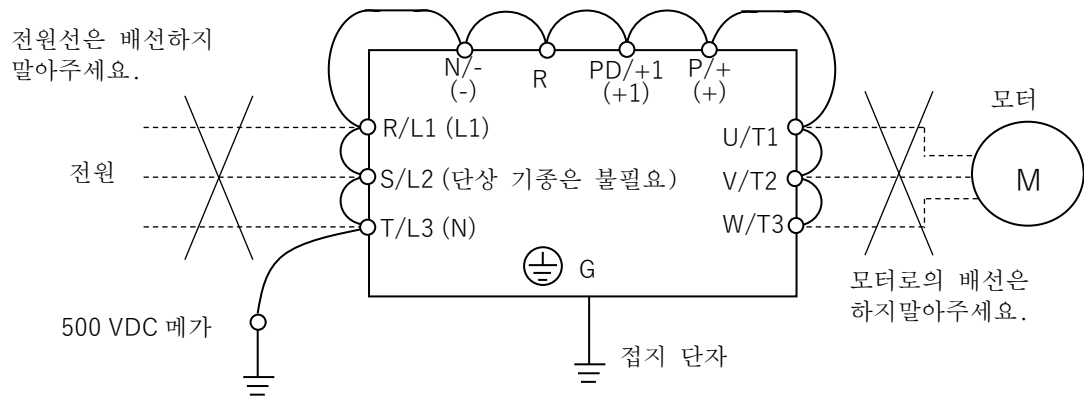 전원선은 배선하지
말아주세요.
N/-
(-)
R
PD/+1
(+1)
P/+
(+)
모터
R/L1 (L1)
U/T1
전원
S/L2 (단상 기종은 불필요)
V/T2
M
T/L3 (N)
W/T3
G
모터로의 배선은
하지말아주세요.
500 VDC 메가
접지 단자